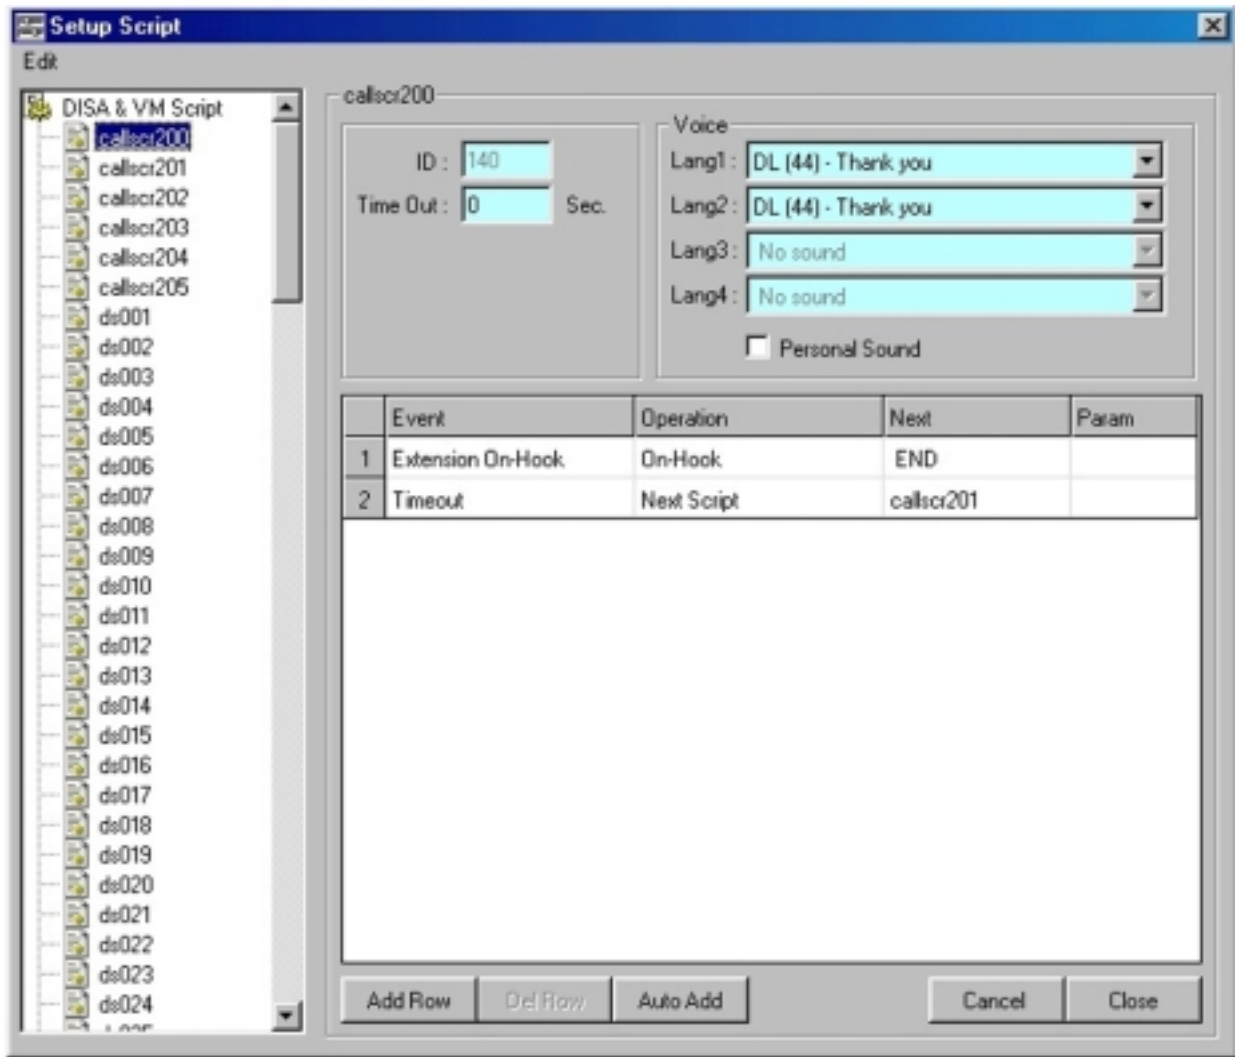 Setup Script
Edit
DISA & VM Script
callscr200
callscr201
callscr202
callscr203
callscr204
callscr205
ds001
ds002
ds003
ds004
ds005
ds006
ds007
ds008
ds009
ds010
ds011
ds012
ds013
ds014
ds015
ds016
ds017
ds018
ds019
ds020
ds021
ds022
ds023
ds024
callscr200
ID : 140
Time Out : 0 Sec.
Voice
Lang1 : DL (44) - Thank you
Lang2 : DL (44) - Thank you
Lang3 : No sound
Lang4 : No sound
Personal Sound
Event Operation Next Param
1 Extension On-Hook On-Hook END
2 Timeout Next Script callscr201
Add Row Del Row Auto Add Cancel Close